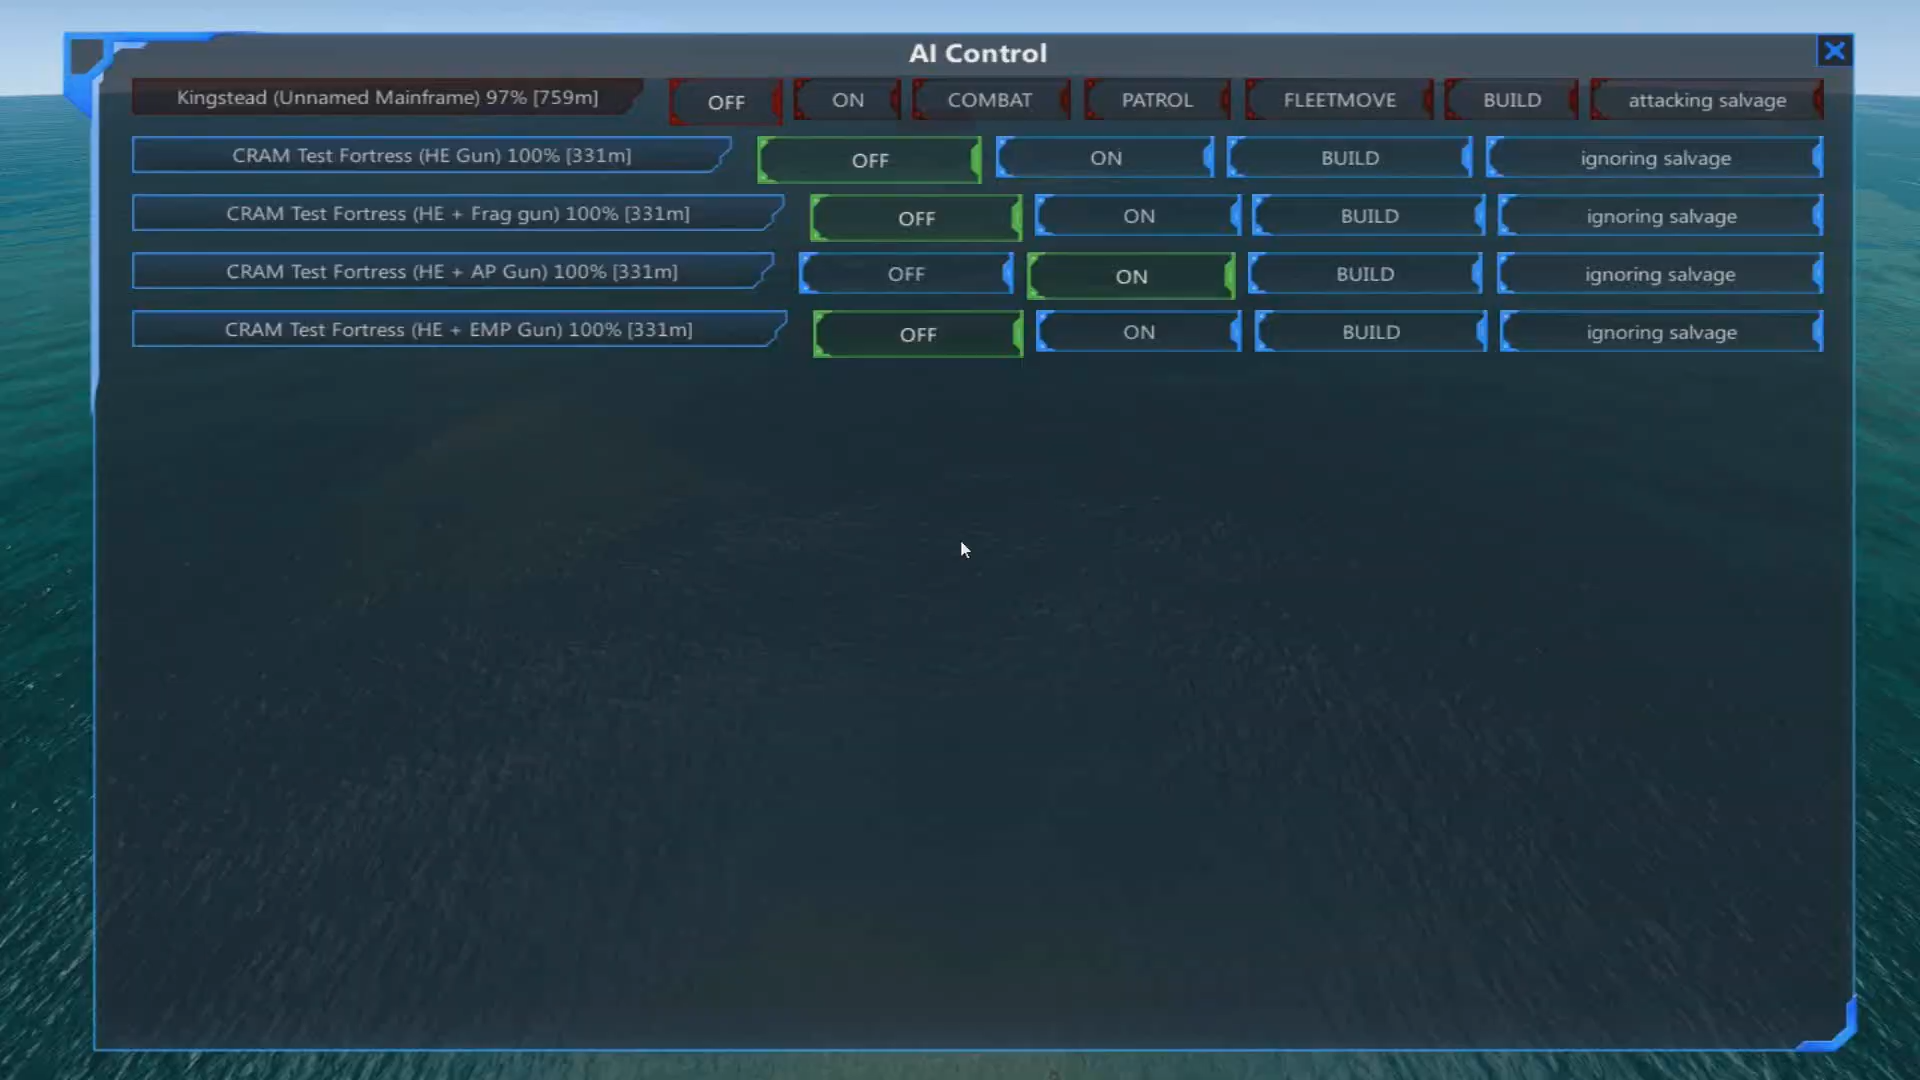 AI Control
Kingstead (Unnamed Mainframe) 97% [759m] OFF ON COMBAT PATROL FLEETMOVE BUILD attacking salvage
CRAM Test Fortress (HE Gun) 100% [331m] OFF ON BUILD ignoring salvage
CRAM Test Fortress (HE + Frag gun) 100% [331m] OFF ON BUILD ignoring salvage
CRAM Test Fortress (HE + AP Gun) 100% [331m] OFF ON BUILD ignoring salvage
CRAM Test Fortress (HE + EMP Gun) 100% [331m] OFF ON BUILD ignoring salvage